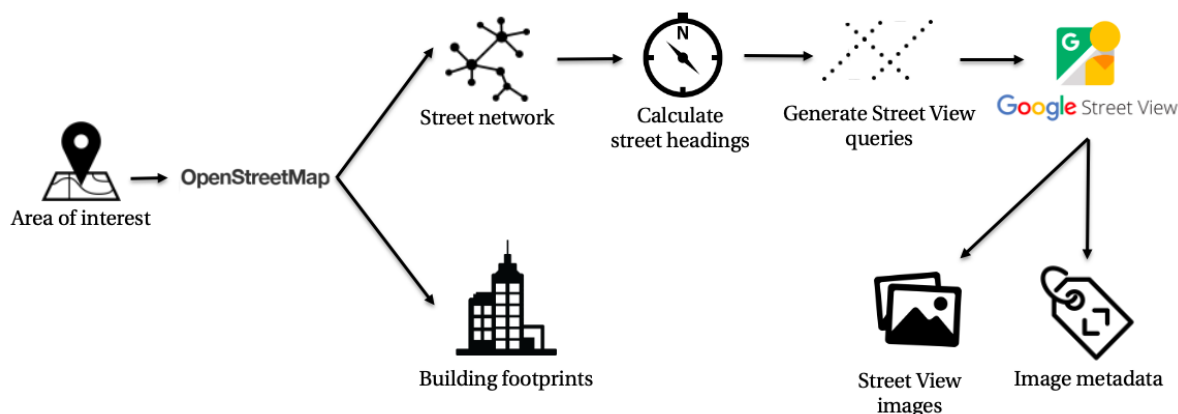 N
G
Google Street View
Street network
Calculate
street headings
Generate Street View
queries
OpenStreetMap
Area of interest
Building footprints
Street View
images
Image metadata